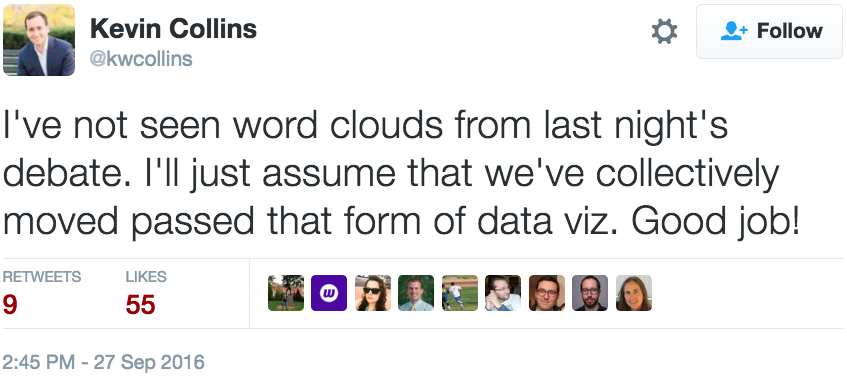 Kevin Collins
@kwcollins
Follow
I've not seen word clouds from last night's
debate. I'll just assume that we've collectively
moved passed that form of data viz. Good job!
RETWEETS
LIKES
9
55
w
2:45 PM - 27 Sep 2016